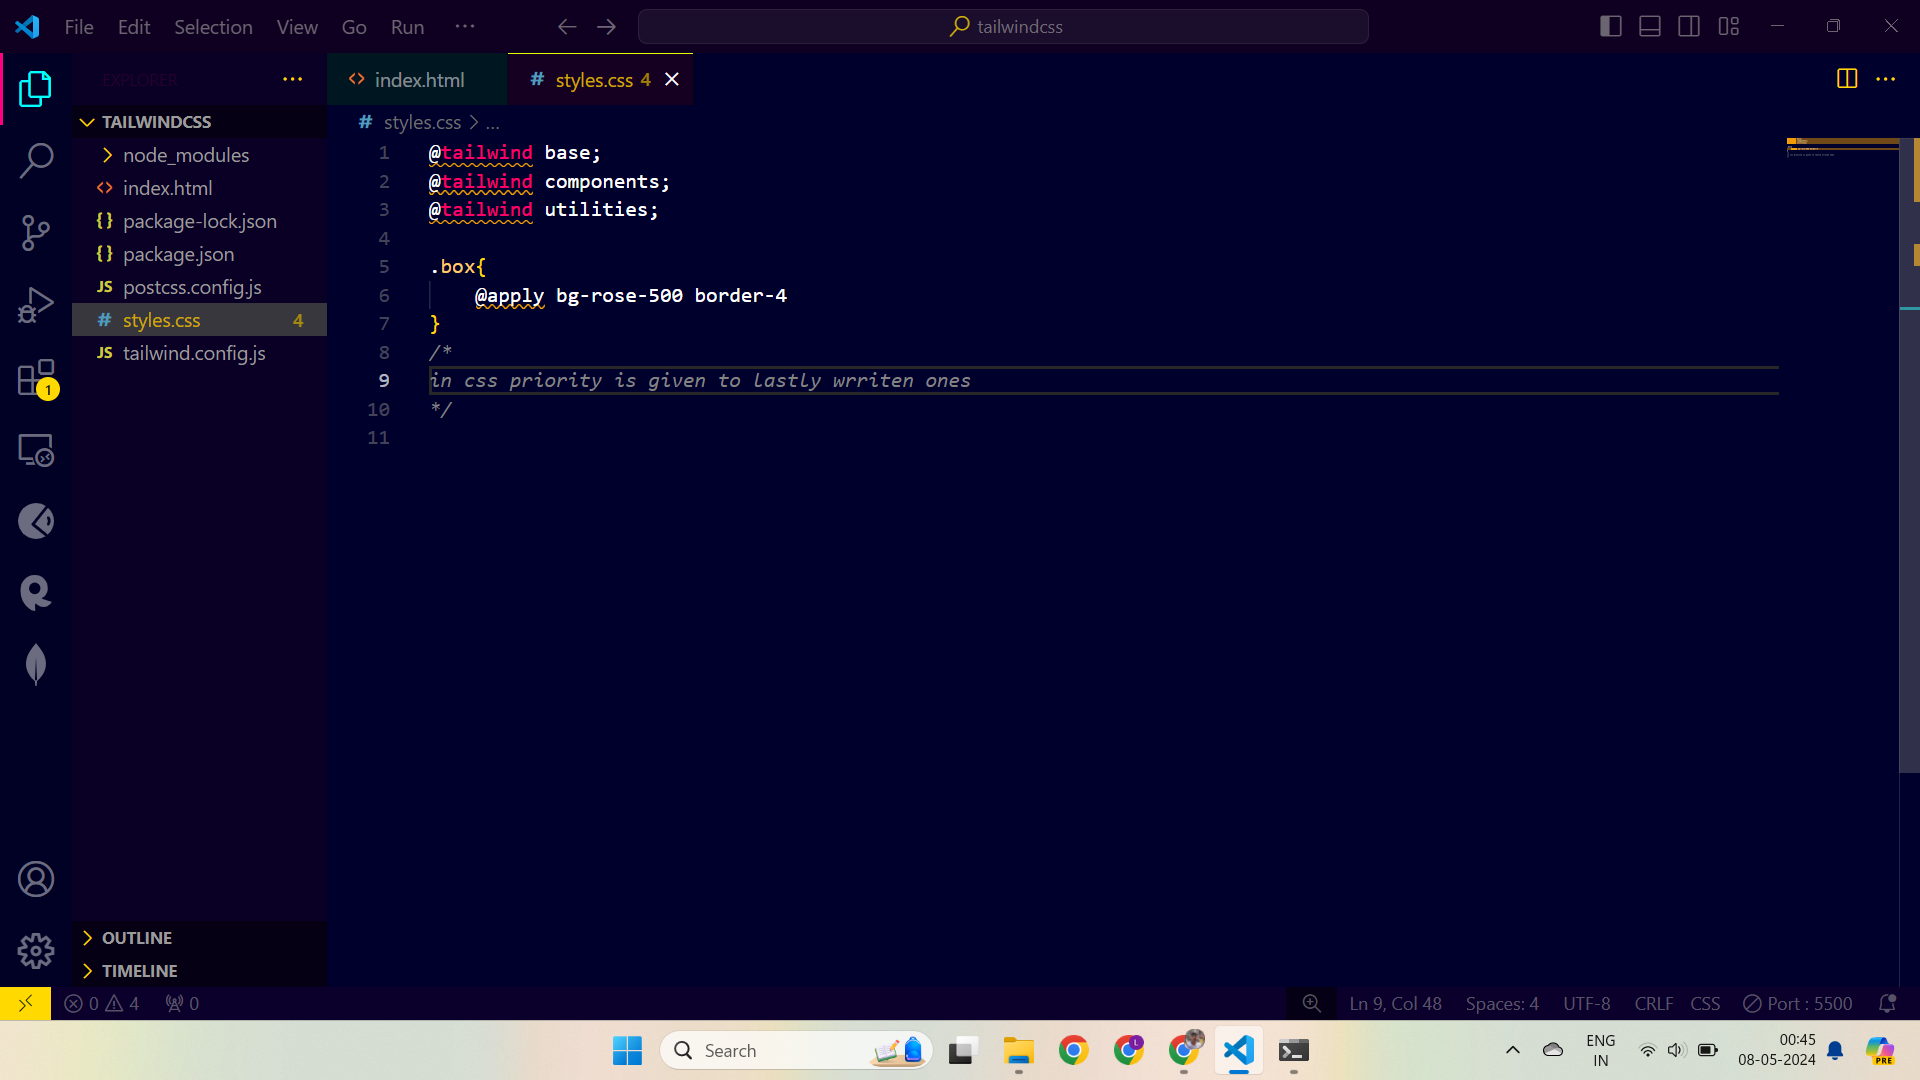 File Edit Selection View Go Run ...
tailwindcss
EXPLORER
index.html
# styles.css 4
TAILWINDCSS
node_modules
index.html
{} package-lock.json
{} package.json
JS postcss.config.js
# styles.css 4
JS tailwind.config.js
# styles.css > ...
1 @tailwind base;
2 @tailwind components;
3 @tailwind utilities;
4
5 .box{
6 @apply bg-rose-500 border-4
7 }
8 /*
9 in css priority is given to lastly wrriten ones
10 */
11
1
OUTLINE
TIMELINE
0 4 0
Ln 9, Col 48 Spaces: 4 UTF-8 CRLF CSS Port : 5500
Search
L
ENG
IN
00:45
08-05-2024
PRE